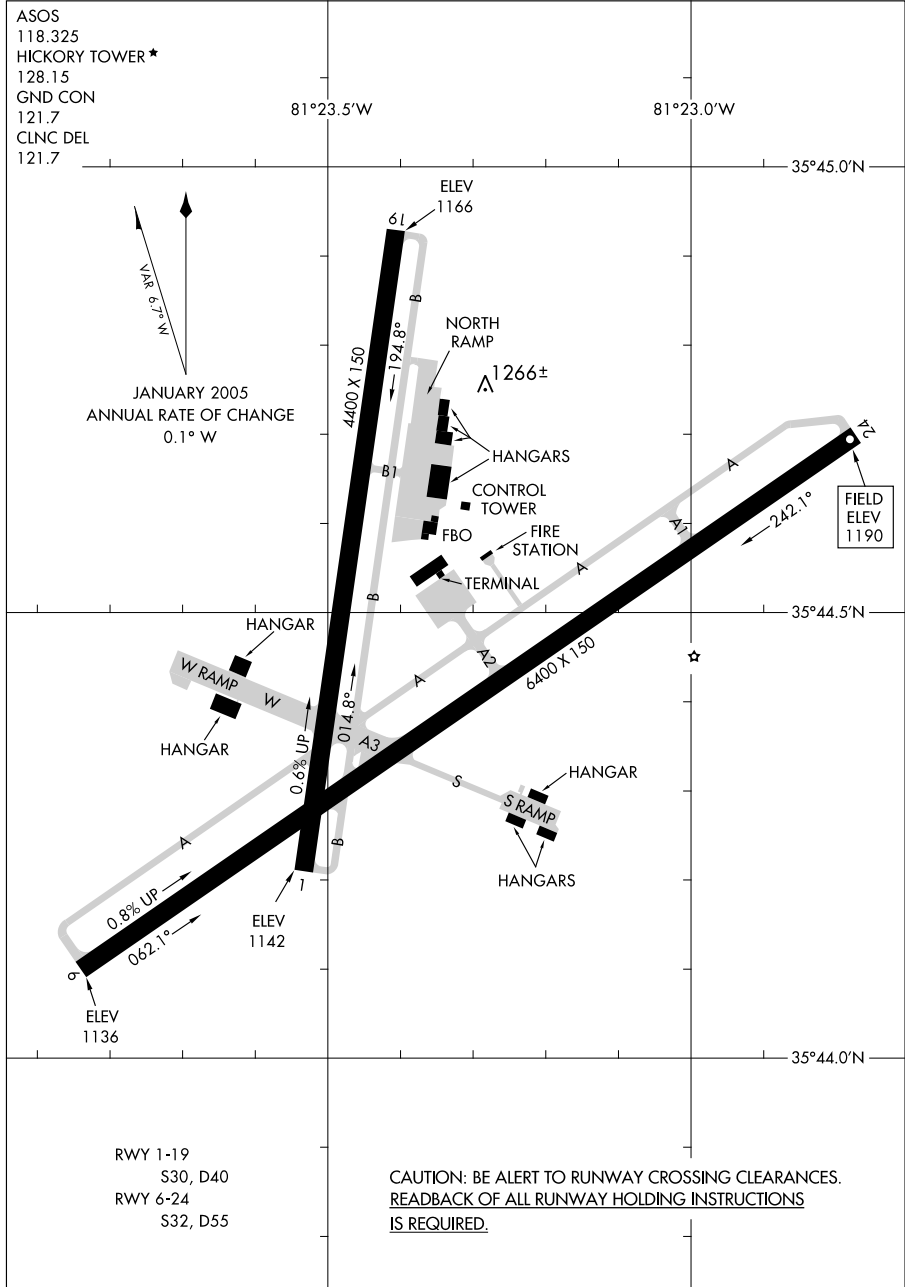 ASOS
118.325
HICKORY TOWER★
128.15
GND CON
121.7
CLNC DEL
121.7
81°23.5'W
81°23.0'W
35°45.0'N
VAR 6.7° W
JANUARY 2005
ANNUAL RATE OF CHANGE
0.1° W
ELEV
1166
19
B
194.8°
4400 X 150
NORTH
RAMP
1266±
HANGARS
B1
CONTROL
TOWER
FBO
FIRE
STATION
TERMINAL
24
A
A1
242.1°
FIELD
ELEV
1190
A
B
35°44.5'N
6400 X 150
A2
A
HANGAR
W RAMP
W
HANGAR
014.8°
0.6% UP
A3
S
HANGAR
S RAMP
HANGARS
A
B
1
ELEV
1142
0.8% UP
062.1°
6
ELEV
1136
35°44.0'N
RWY 1-19
S30, D40
RWY 6-24
S32, D55
CAUTION: BE ALERT TO RUNWAY CROSSING CLEARANCES.
READBACK OF ALL RUNWAY HOLDING INSTRUCTIONS
IS REQUIRED.